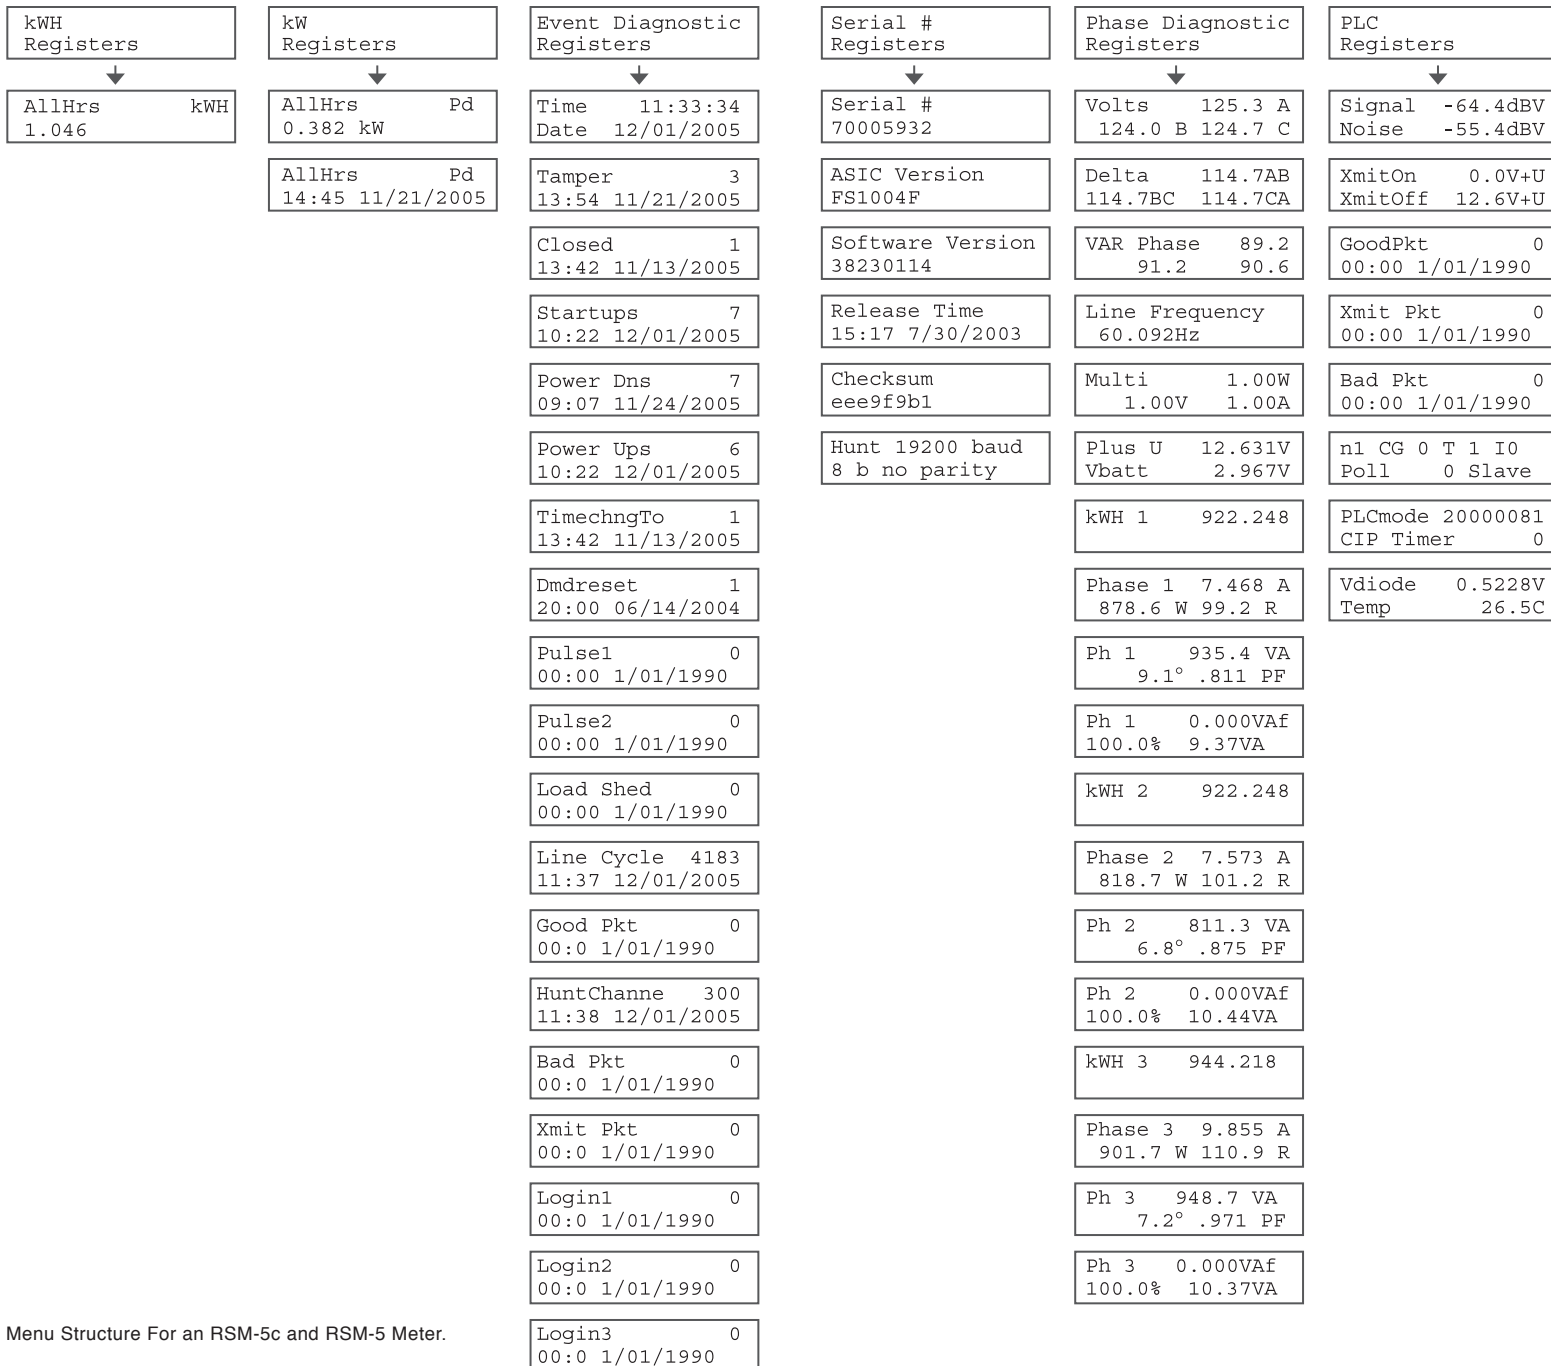 kWH
Registers
AllHrs kWH
1.046
kW
Registers
AllHrs Pd
0.382 kW
AllHrs Pd
14:45 11/21/2005
Event Diagnostic
Registers
Time 11:33:34
Date 12/01/2005
Tamper 3
13:54 11/21/2005
Closed 1
13:42 11/13/2005
Startups 7
10:22 12/01/2005
Power Dns 7
09:07 11/24/2005
Power Ups 6
10:22 12/01/2005
TimechngTo 1
13:42 11/13/2005
Dmdreset 1
20:00 06/14/2004
Pulse1 0
00:00 1/01/1990
Pulse2 0
00:00 1/01/1990
Load Shed 0
00:00 1/01/1990
Line Cycle 4183
11:37 12/01/2005
Good Pkt 0
00:0 1/01/1990
HuntChanne 300
11:38 12/01/2005
Bad Pkt 0
00:0 1/01/1990
Xmit Pkt 0
00:0 1/01/1990
Login1 0
00:0 1/01/1990
Login2 0
00:0 1/01/1990
Login3 0
00:0 1/01/1990
Serial #
Registers
Serial #
70005932
ASIC Version
FS1004F
Software Version
38230114
Release Time
15:17 7/30/2003
Checksum
eee9f9b1
Hunt 19200 baud
8 b no parity
Phase Diagnostic
Registers
Volts 125.3 A
124.0 B 124.7 C
Delta 114.7AB
114.7BC 114.7CA
VAR Phase 89.2
91.2 90.6
Line Frequency
60.092Hz
Multi 1.00W
1.00V 1.00A
Plus U 12.631V
Vbatt 2.967V
kWH 1 922.248
Phase 1 7.468 A
878.6 W 99.2 R
Ph 1 935.4 VA
9.1° .811 PF
Ph 1 0.000VAf
100.0% 9.37VA
kWH 2 922.248
Phase 2 7.573 A
818.7 W 101.2 R
Ph 2 811.3 VA
6.8° .875 PF
Ph 2 0.000VAf
100.0% 10.44VA
kWH 3 944.218
Phase 3 9.855 A
901.7 W 110.9 R
Ph 3 948.7 VA
7.2° .971 PF
Ph 3 0.000VAf
100.0% 10.37VA
PLC
Registers
Signal -64.4dBV
Noise -55.4dBV
XmitOn 0.0V+U
XmitOff 12.6V+U
GoodPkt 0
00:00 1/01/1990
Xmit Pkt 0
00:00 1/01/1990
Bad Pkt 0
00:00 1/01/1990
n1 CG 0 T 1 I0
Poll 0 Slave
PLCmode 20000081
CIP Timer 0
Vdiode 0.5228V
Temp 26.5C
Menu Structure For an RSM-5c and RSM-5 Meter.